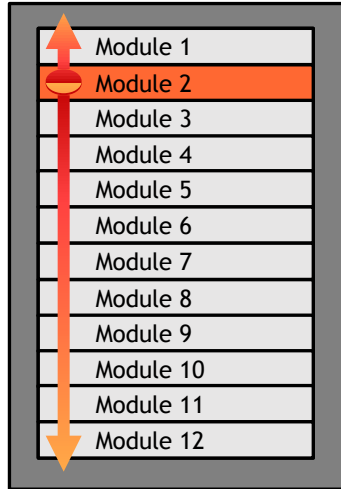 Module 1
Module 2
Module 3
Module 4
Module 5
Module 6
Module 7
Module 8
Module 9
Module 10
Module 11
Module 12